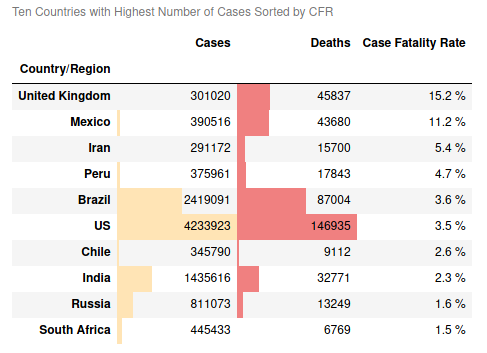 Ten Countries with Highest Number of Cases Sorted by CFR
Cases Deaths Case Fatality Rate
Country/Region
United Kingdom 301020 45837 15.2 %
Mexico 390516 43680 11.2 %
Iran 291172 15700 5.4 %
Peru 375961 17843 4.7 %
Brazil 2419091 87004 3.6 %
US 4233923 146935 3.5 %
Chile 345790 9112 2.6 %
India 1435616 32771 2.3 %
Russia 811073 13249 1.6 %
South Africa 445433 6769 1.5 %